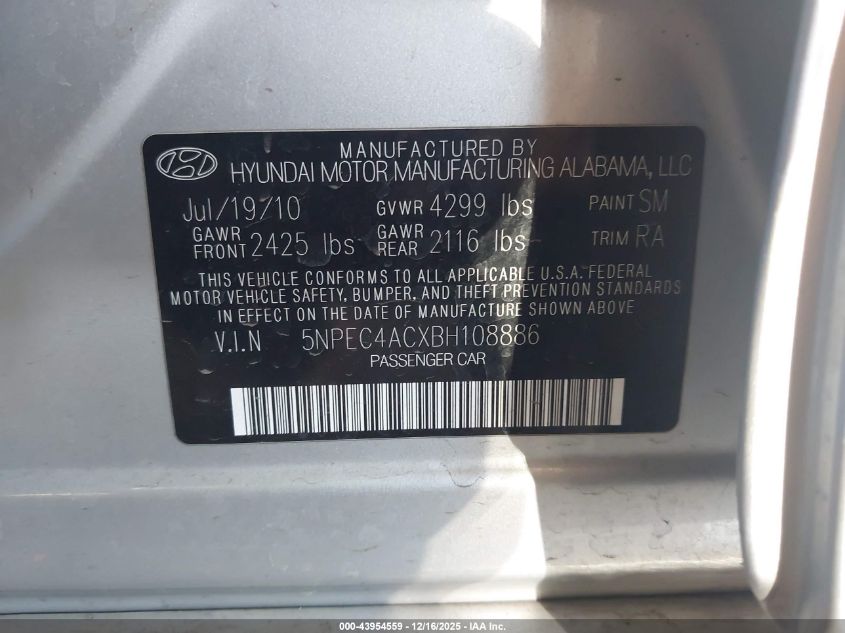 MANUFACTURED BY
HYUNDAI MOTOR MANUFACTURING ALABAMA, LLC
Jul/19/10 GVWR 4299 lbs PAINT SM
GAWR FRONT 2425 lbs GAWR REAR 2116 lbs TRIM RA
THIS VEHICLE CONFORMS TO ALL APPLICABLE U.S.A. FEDERAL
MOTOR VEHICLE SAFETY, BUMPER, AND THEFT PREVENTION STANDARDS
IN EFFECT ON THE DATE OF MANUFACTURE SHOWN ABOVE
V.I.N 5NPEC4ACXBH108886
PASSENGER CAR
000-43954559 - 12/16/2025 - IAA Inc.